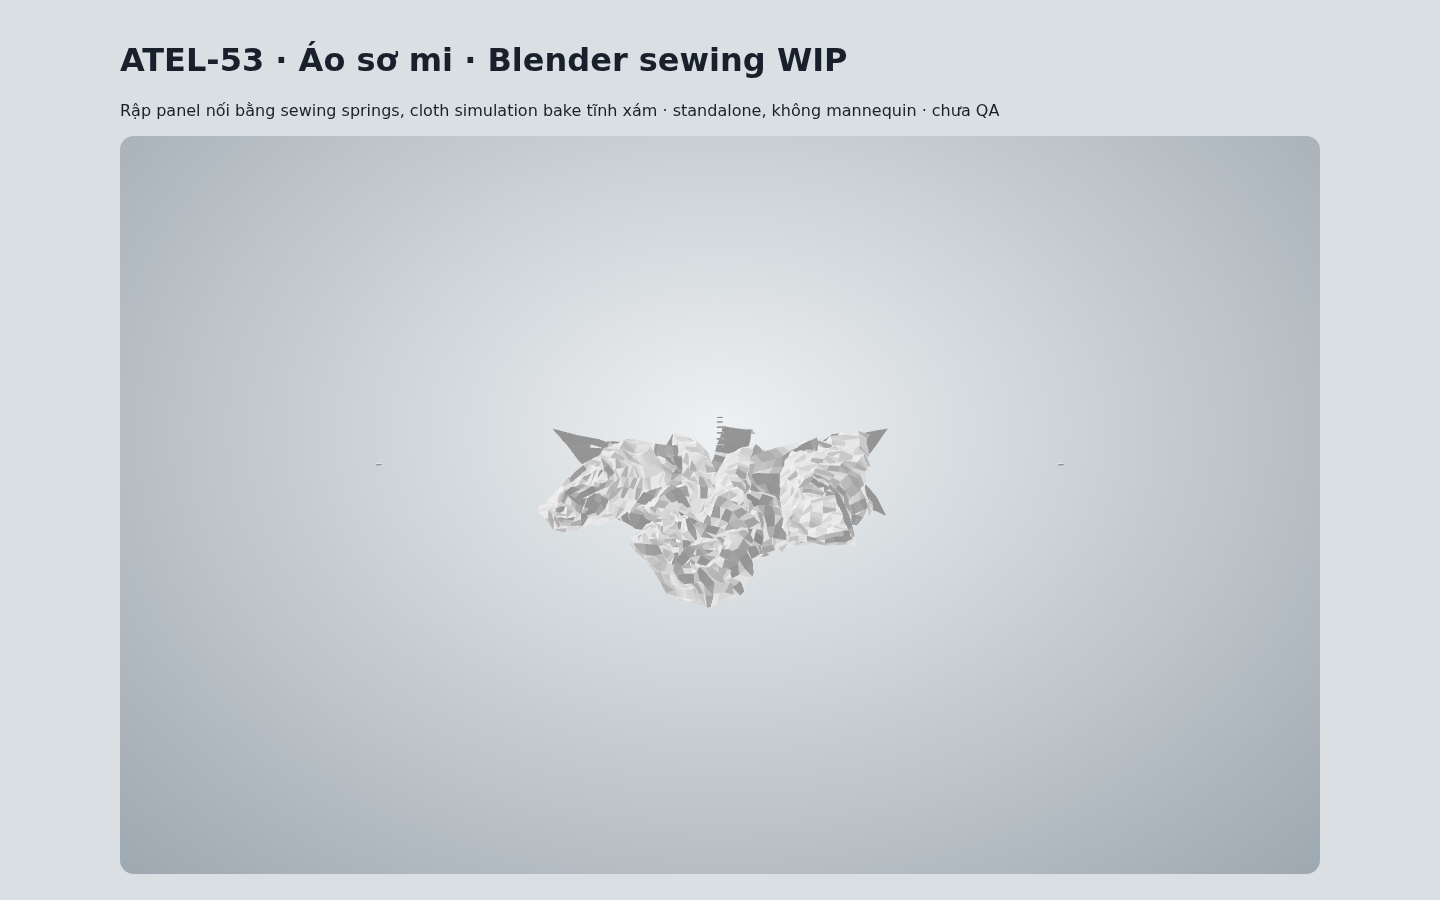 ATEL-53 · Áo sơ mi · Blender sewing WIP
Rập panel nối bằng sewing springs, cloth simulation bake tĩn xám · standalone, không mannequin · chưa QA